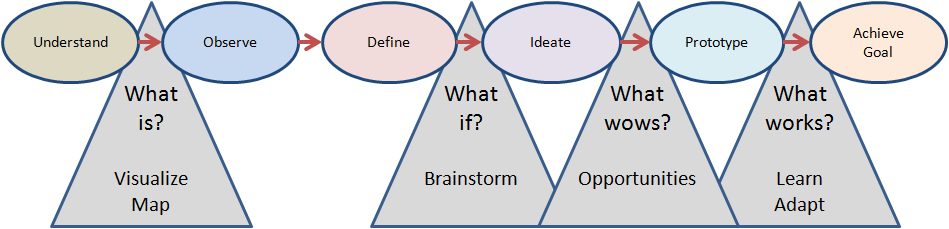 Understand
Observe
Define
Ideate
Prototype
Achieve
Goal
What
is?
Visualize
Map
What
if?
Brainstorm
What
wows?
Opportunities
What
works?
Learn
Adapt